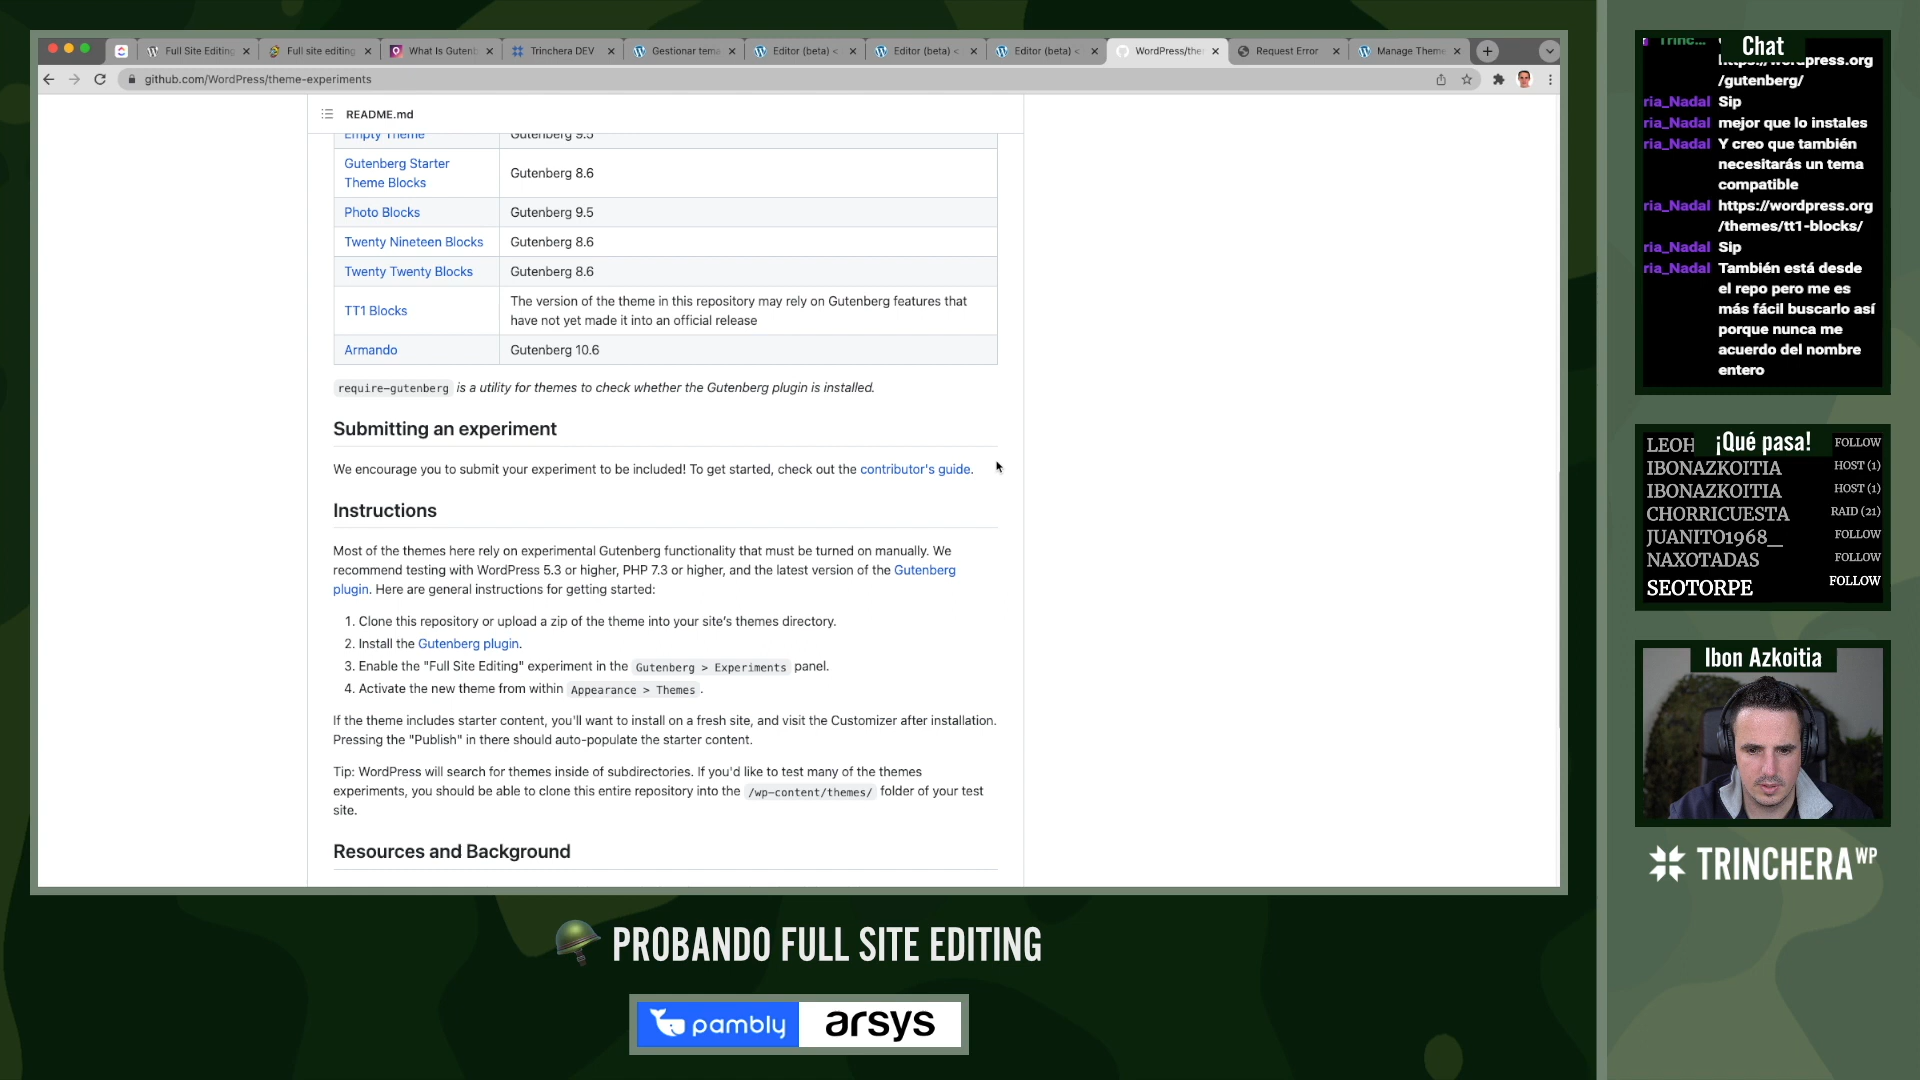 Full Site Editing
Full site editing
What Is Gutenb
Trinchera DEV
Gestionar tema
Editor (beta) <
Editor (beta) <
Editor (beta) <
WordPress/the
Request Error
Manage Theme
github.com/WordPress/theme-experiments
README.md
Empty Theme Gutenberg 9.5
Gutenberg Starter
Theme Blocks
Gutenberg 8.6
Photo Blocks Gutenberg 9.5
Twenty Nineteen Blocks Gutenberg 8.6
Twenty Twenty Blocks Gutenberg 8.6
TT1 Blocks
The version of the theme in this repository may rely on Gutenberg features that
have not yet made it into an official release
Armando Gutenberg 10.6
require-gutenberg is a utility for themes to check whether the Gutenberg plugin is installed.
Submitting an experiment
We encourage you to submit your experiment to be included! To get started, check out the contributor's guide.
Instructions
Most of the themes here rely on experimental Gutenberg functionality that must be turned on manually. We
recommend testing with WordPress 5.3 or higher, PHP 7.3 or higher, and the latest version of the Gutenberg
plugin. Here are general instructions for getting started:
1. Clone this repository or upload a zip of the theme into your site's themes directory.
2. Install the Gutenberg plugin.
3. Enable the "Full Site Editing" experiment in the Gutenberg > Experiments panel.
4. Activate the new theme from within Appearance > Themes .
If the theme includes starter content, you'll want to install on a fresh site, and visit the Customizer after installation.
Pressing the "Publish" in there should auto-populate the starter content.
Tip: WordPress will search for themes inside of subdirectories. If you'd like to test many of the themes
experiments, you should be able to clone this entire repository into the /wp-content/themes/ folder of your test
site.
Resources and Background
PROBANDO FULL SITE EDITING
pambly arsys
Chat
Trinc...
https://wordpress.org
/gutenberg/
ria_Nadal Sip
ria_Nadal mejor que lo instales
ria_Nadal Y creo que también
necesitarás un tema
compatible
ria_Nadal https://wordpress.org
/themes/tt1-blocks/
ria_Nadal Sip
ria_Nadal También está desde
el repo pero me es
más fácil buscarlo así
porque nunca me
acuerdo del nombre
entero
¡Qué pasa!
LEOH FOLLOW
IBONAZKOITIA HOST (1)
IBONAZKOITIA HOST (1)
CHORRICUESTA RAID (21)
JUANITO1968_ FOLLOW
NAXOTADAS FOLLOW
SEOTORPE FOLLOW
Ibon Azkoitia
TRINCHERA WP